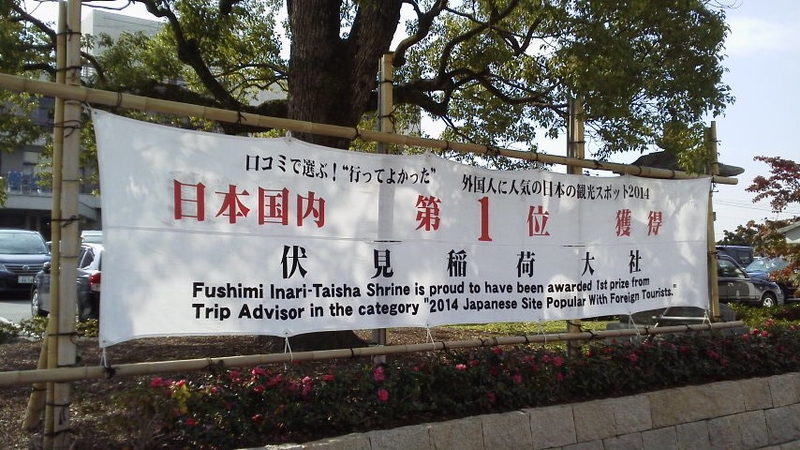 口コミで選ぶ！“行ってよかった” 外国人に人気の日本の観光スポット2014
日本国内 第1位 獲得
伏見稲荷大社
Fushimi Inari-Taisha Shrine is proud to have been awarded 1st prize from
Trip Advisor in the category "2014 Japanese Site Popular With Foreign Tourists."